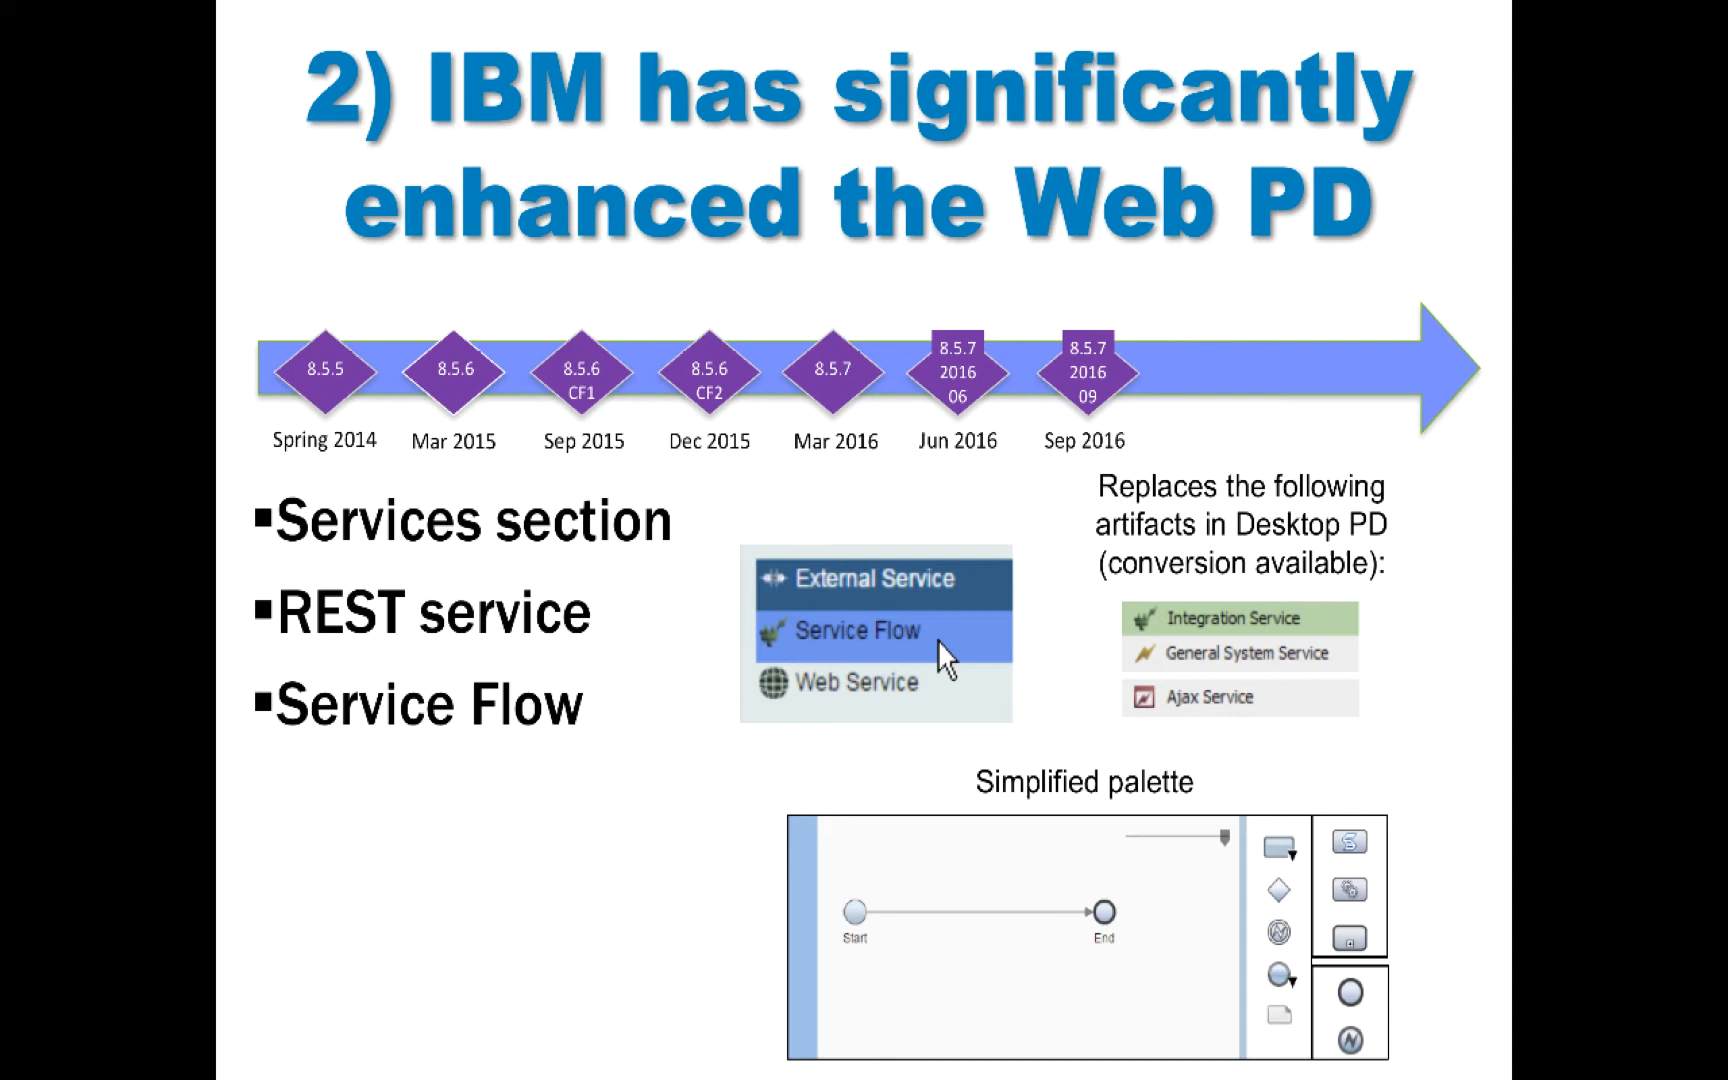 2) IBM has significantly
enhanced the Web PD
8.5.5
8.5.6
8.5.6
CF1
8.5.6
CF2
8.5.7
8.5.7
2016
06
8.5.7
2016
09
Spring 2014
Mar 2015
Sep 2015
Dec 2015
Mar 2016
Jun 2016
Sep 2016
▪Services section
▪REST service
▪Service Flow
External Service
Service Flow
Web Service
Replaces the following
artifacts in Desktop PD
(conversion available):
Integration Service
General System Service
Ajax Service
Simplified palette
Start
End